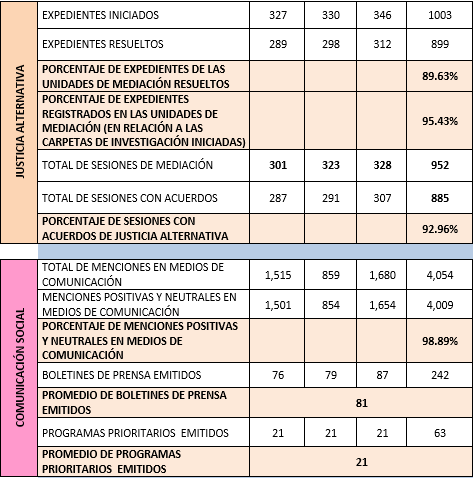 JUSTICIA ALTERNATIVA
EXPEDIENTES INICIADOS 327 330 346 1003
EXPEDIENTES RESUELTOS 289 298 312 899
PORCENTAJE DE EXPEDIENTES DE LAS
UNIDADES DE MEDIACIÓN RESUELTOS 89.63%
PORCENTAJE DE EXPEDIENTES
REGISTRADOS EN LAS UNIDADES DE
MEDIACIÓN (EN RELACIÓN A LAS
CARPETAS DE INVESTIGACIÓN INICIADAS) 95.43%
TOTAL DE SESIONES DE MEDIACIÓN 301 323 328 952
TOTAL DE SESIONES CON ACUERDOS 287 291 307 885
PORCENTAJE DE SESIONES CON
ACUERDOS DE JUSTICIA ALTERNATIVA 92.96%
COMUNICACIÓN SOCIAL
TOTAL DE MENCIONES EN MEDIOS DE
COMUNICACIÓN 1,515 859 1,680 4,054
MENCIONES POSITIVAS Y NEUTRALES EN
MEDIOS DE COMUNICACIÓN 1,501 854 1,654 4,009
PORCENTAJE DE MENCIONES POSITIVAS
Y NEUTRALES EN MEDIOS DE
COMUNICACIÓN 98.89%
BOLETINES DE PRENSA EMITIDOS 76 79 87 242
PROMEDIO DE BOLETINES DE PRENSA
EMITIDOS 81
PROGRAMAS PRIORITARIOS EMITIDOS 21 21 21 63
PROMEDIO DE PROGRAMAS
PRIORITARIOS EMITIDOS 21